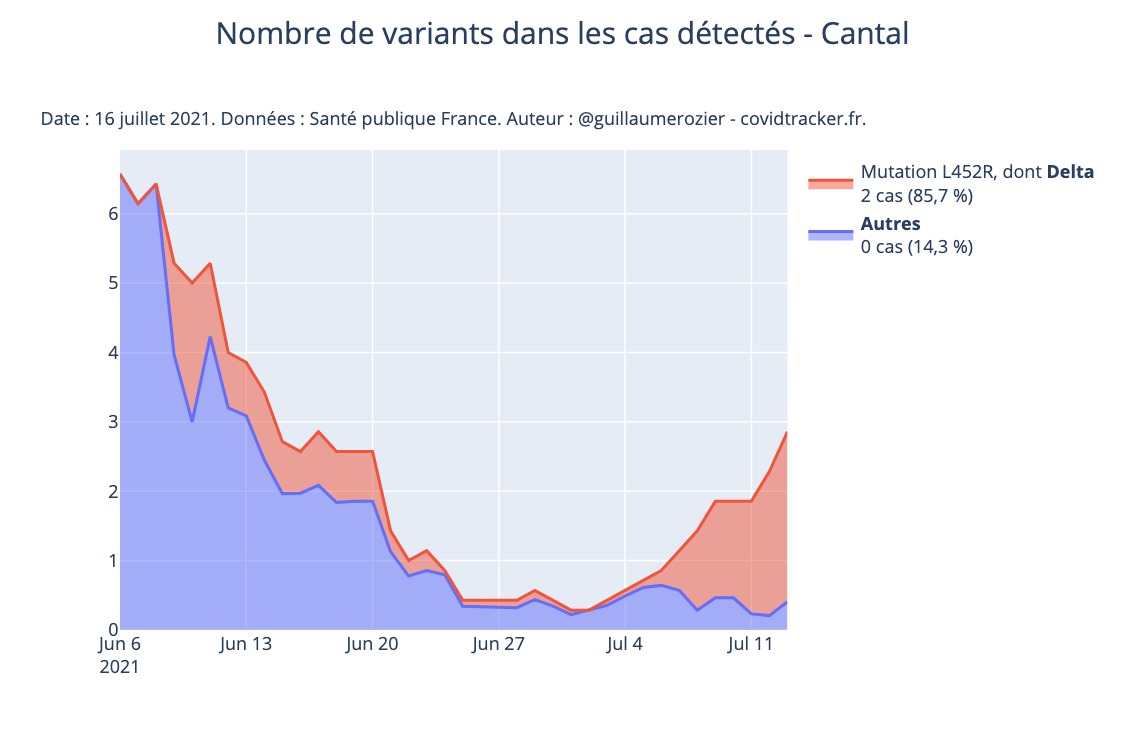 Nombre de variants dans les cas détectés - Cantal
Date : 16 juillet 2021. Données : Santé publique France. Auteur : @guillaumerozier - covidtracker.fr.
Mutation L452R, dont Delta
2 cas (85,7 %)
Autres
0 cas (14,3 %)
6
5
4
3
2
1
0
Jun 6 Jun 13 Jun 20 Jun 27 Jul 4 Jul 11
2021